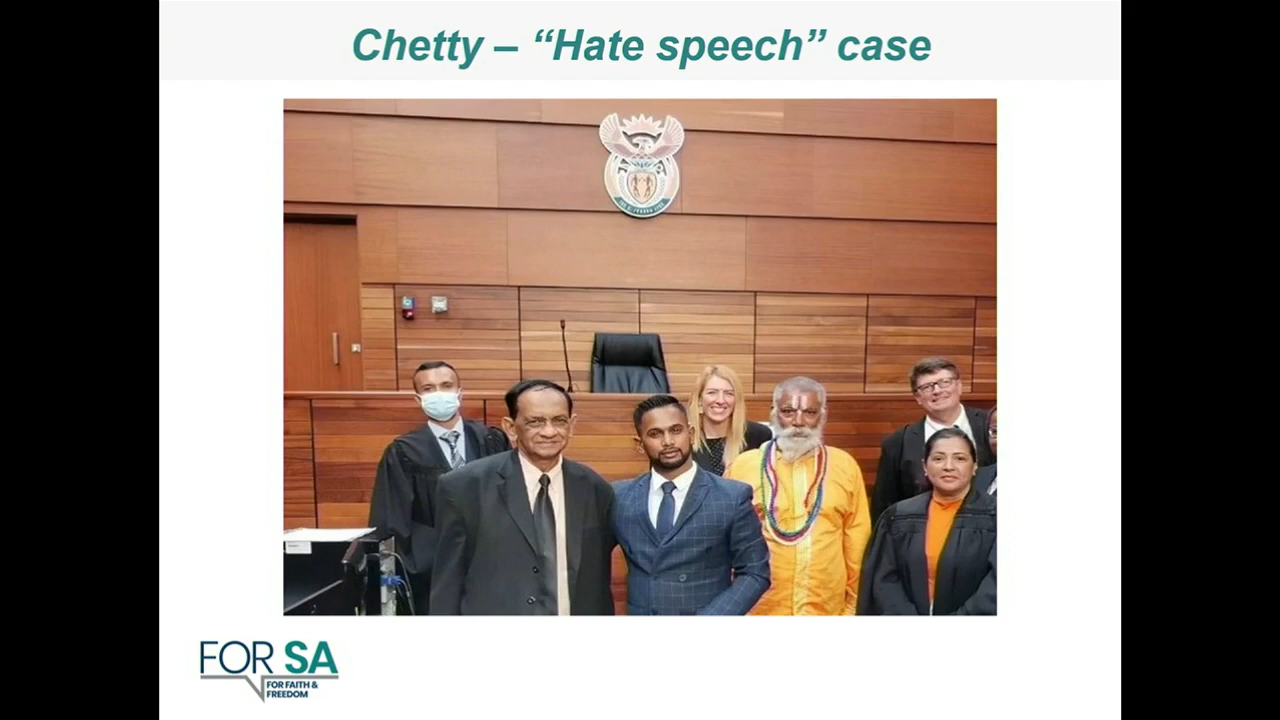 Chetty – “Hate speech” case
FOR SA
FOR FAITH &
FREEDOM